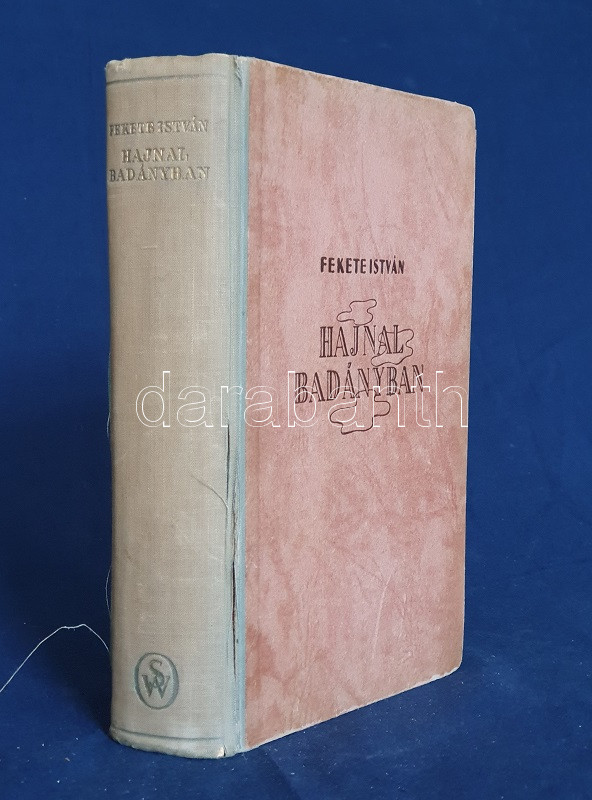 FEKETE ISTVÁN
HAJNAL
BADÁNYBAN
SW
FEKETE ISTVÁN
HAJNAL
BADÁNYBAN
darabanth